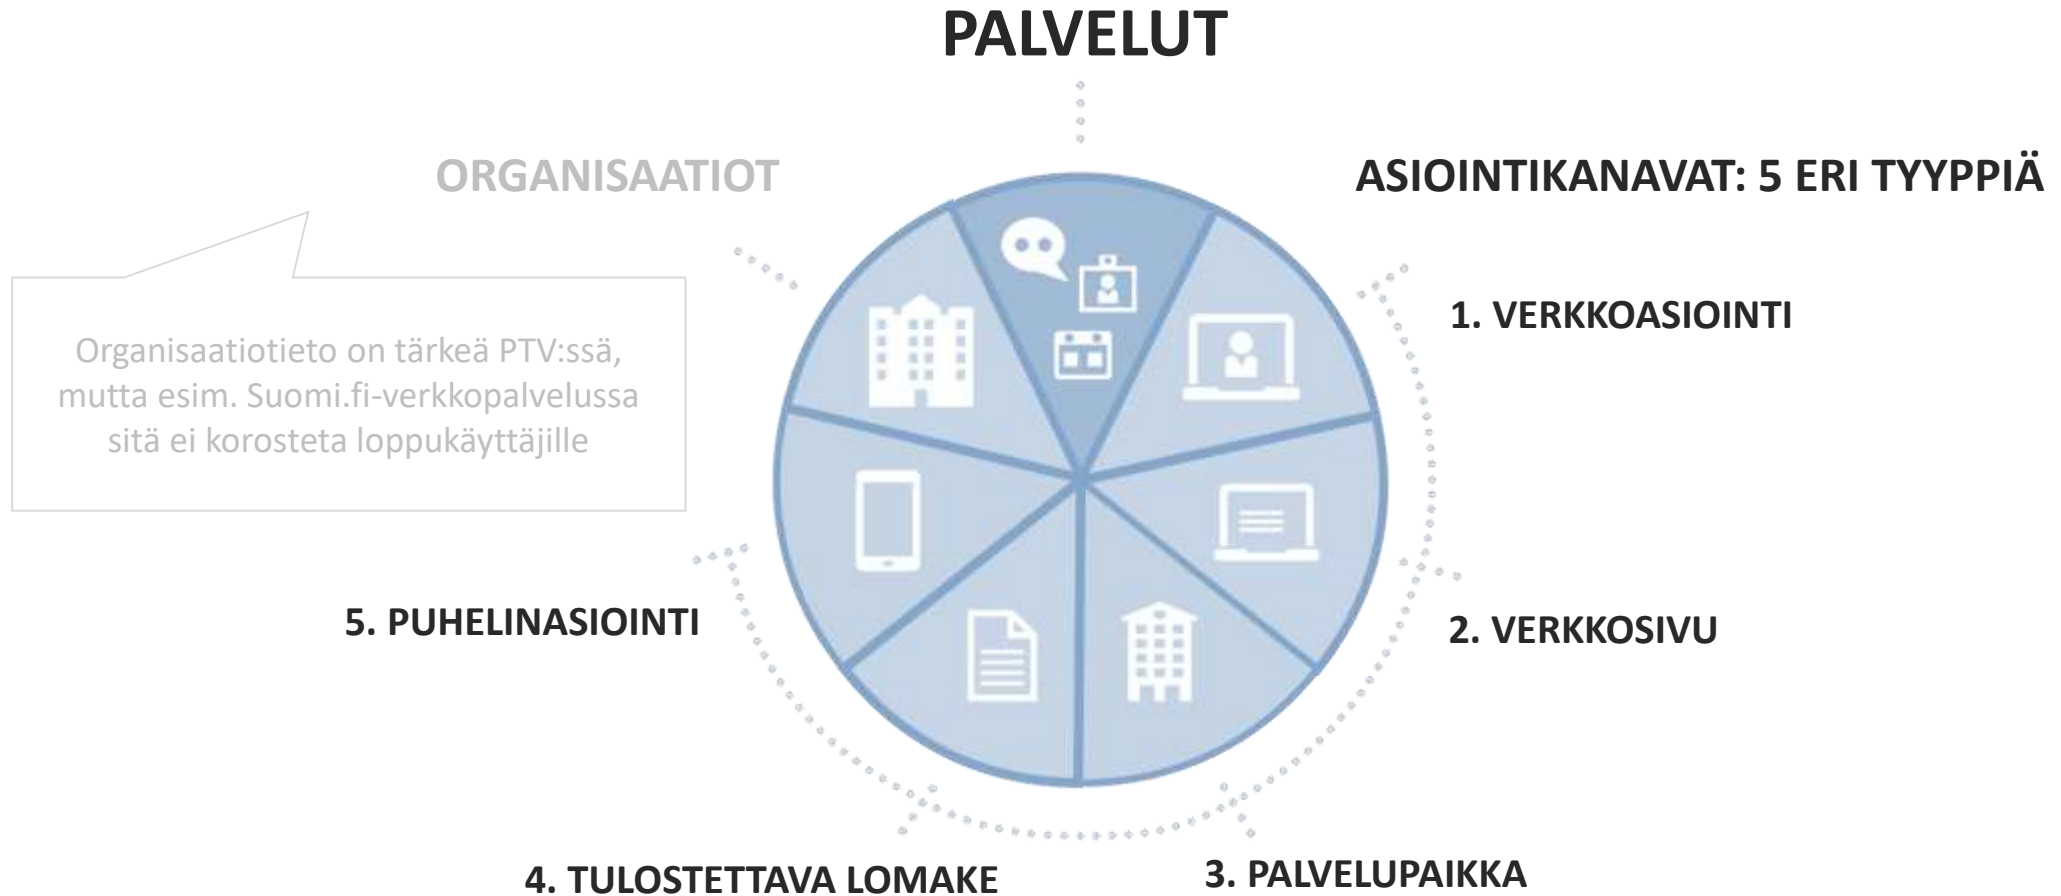 PALVELUT
ORGANISAATIOT
ASIOINTIKANAVAT: 5 ERI TYYPPIÄ
Organisaatiotieto on tärkeä PTV:ssä,
mutta esim. Suomi.fi-verkkopalvelussa
sitä ei korosteta loppukäyttäjille
1. VERKKOASIOINTI
2. VERKKOSIVU
3. PALVELUPAIKKA
4. TULOSTETTAVA LOMAKE
5. PUHELINASIOINTI